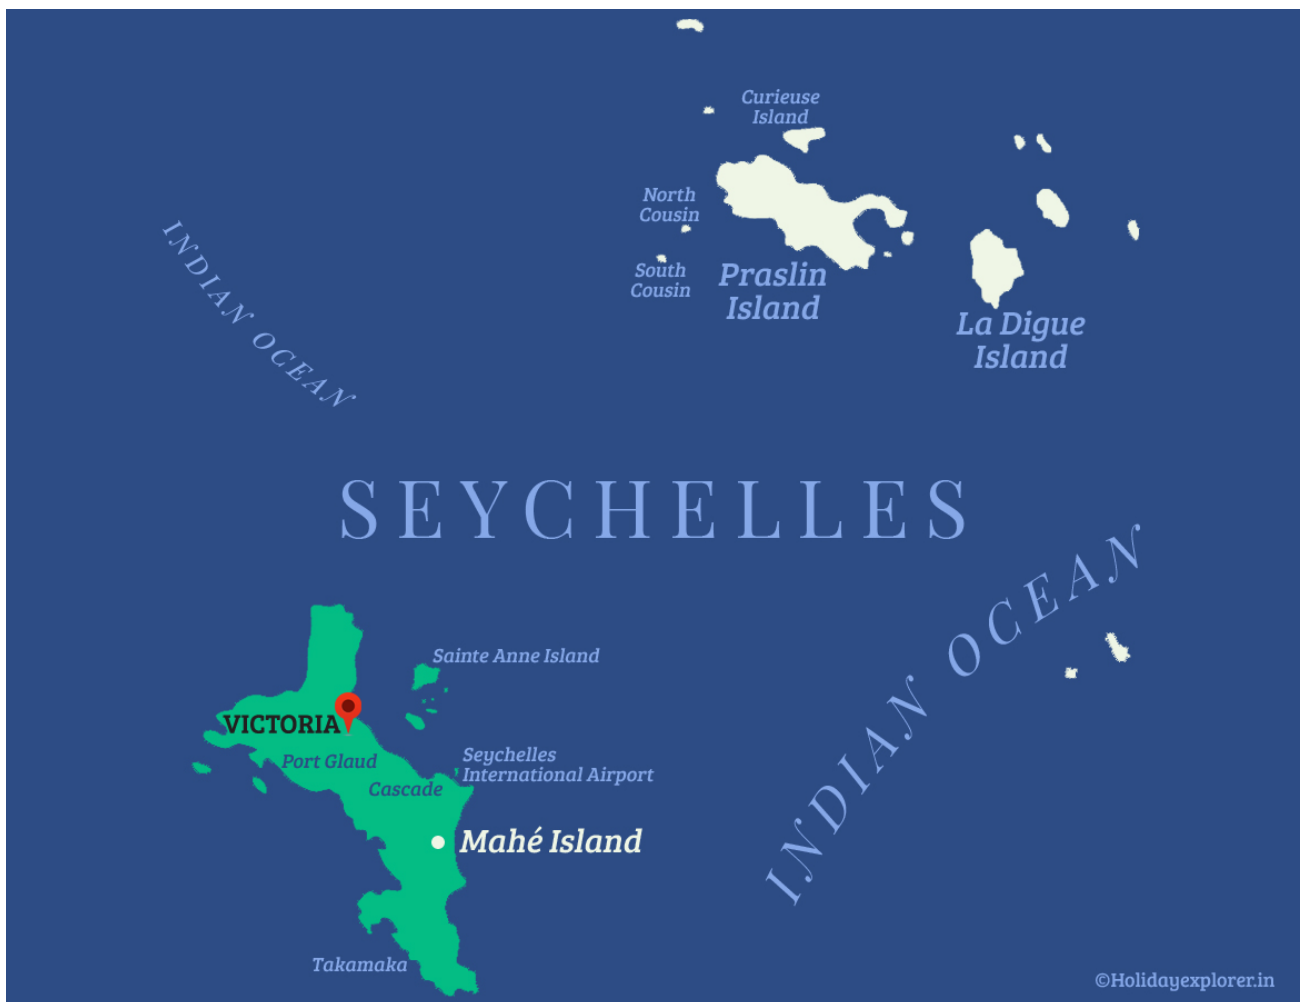 Curieuse
Island
North
Cousin
South
Cousin
Praslin
Island
La Digue
Island
INDIAN OCEAN
SEYCHELLES
INDIAN OCEAN
Sainte Anne Island
VICTORIA
Port Glaud
Seychelles
International Airport
Cascade
Mahé Island
Takamaka
©Holidayexplorer.in